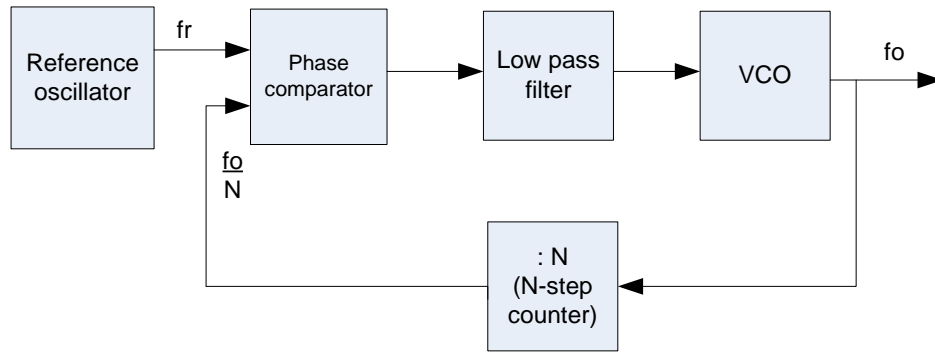 Reference
oscillator
fr
Phase
comparator
Low pass
filter
VCO
fo
fo
N
: N
(N-step
counter)